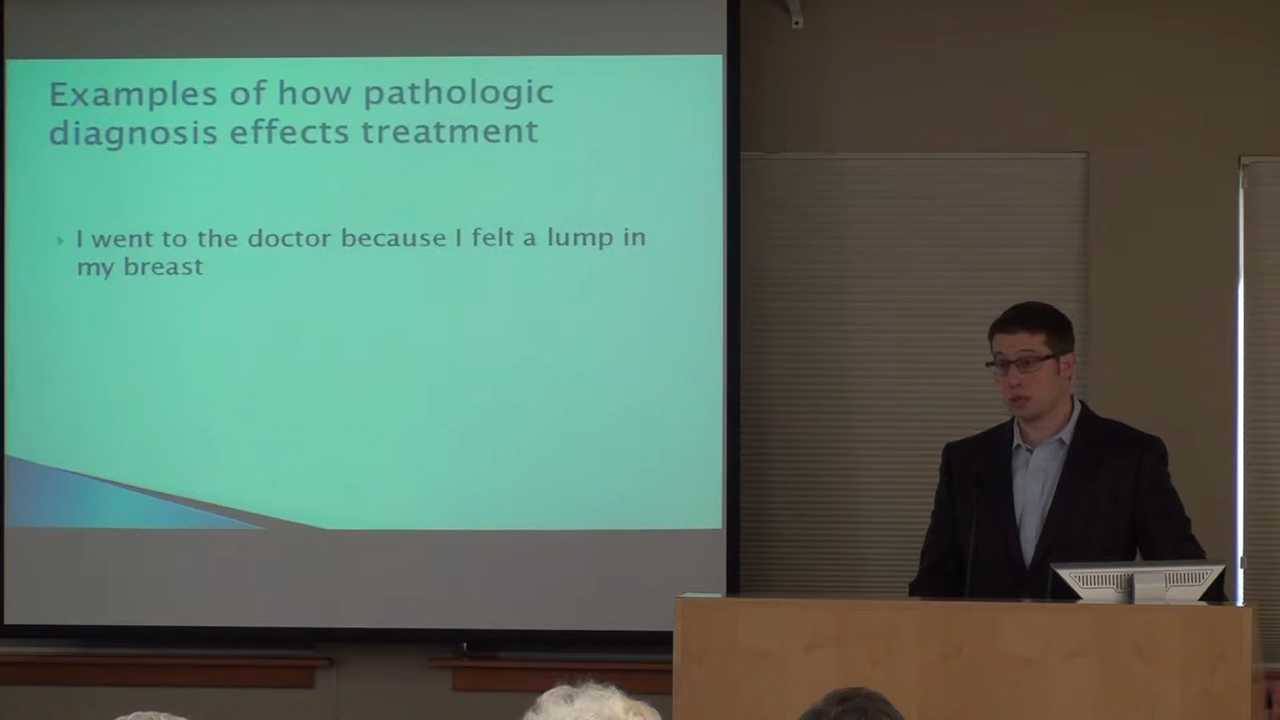 Examples of how pathologic
diagnosis effects treatment
I went to the doctor because I felt a lump in
my breast